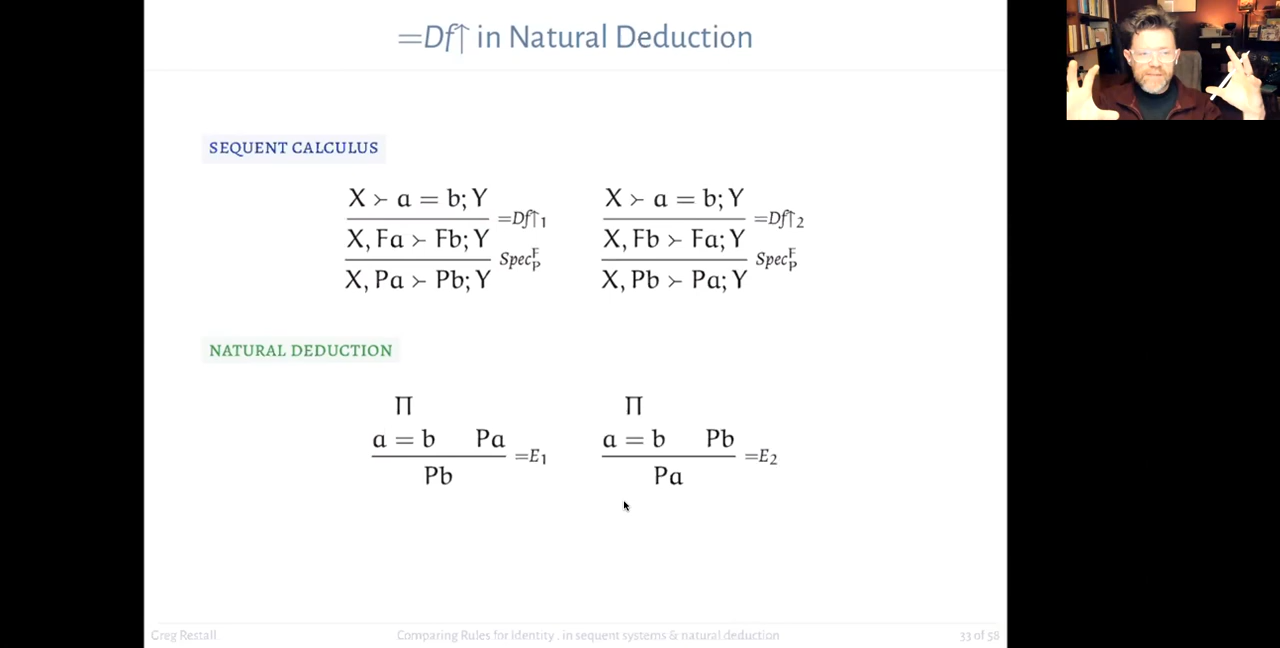 =Df↑ in Natural Deduction
SEQUENT CALCULUS
X ≻ a = b; Y X ≻ a = b; Y
=Df↑₁ =Df↑₂
X, Fa ≻ Fb; Y X, Fb ≻ Fa; Y
Spec^F_P Spec^F_P
X, Pa ≻ Pb; Y X, Pb ≻ Pa; Y
NATURAL DEDUCTION
Π Π
a = b Pa a = b Pb
=E₁ =E₂
Pb Pa
Greg Restall Comparing Rules for Identity, in sequent systems & natural deduction 33 of 58